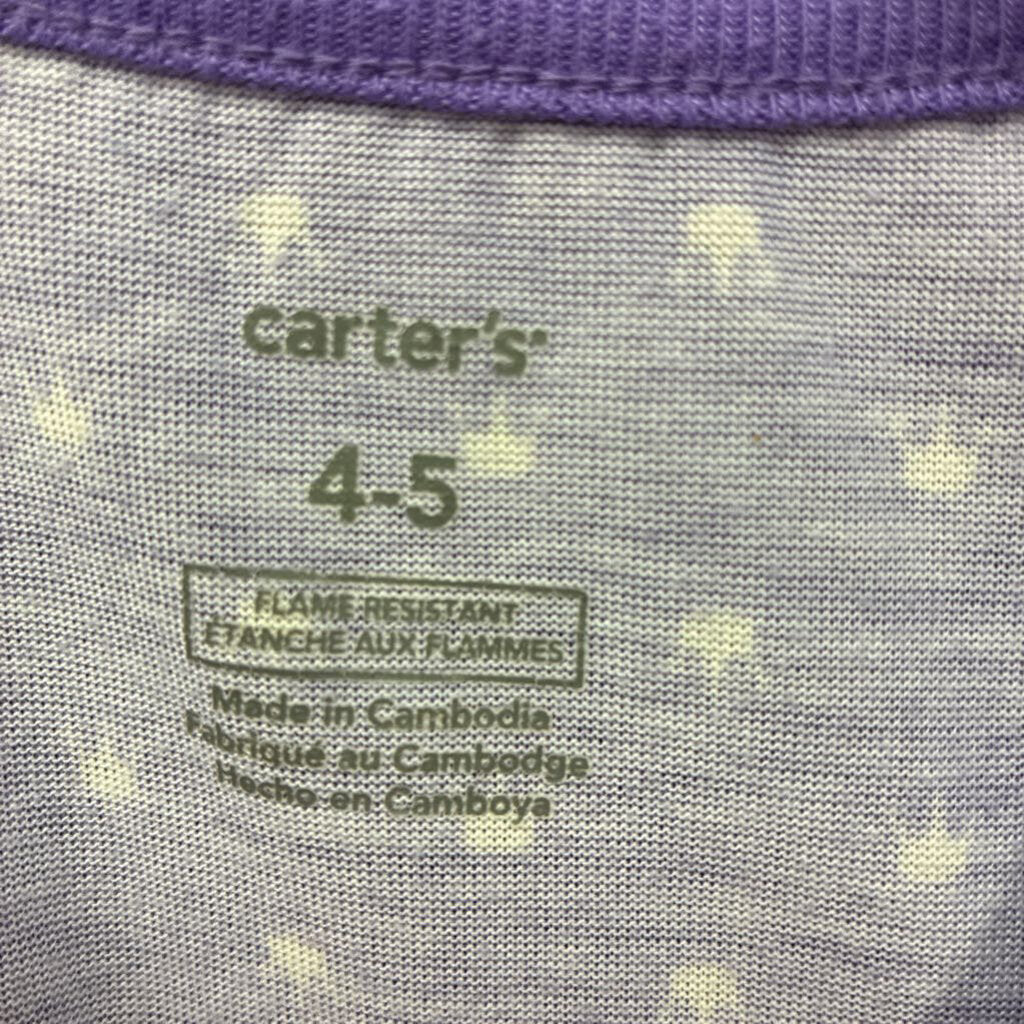 carter's
4-5
FLAME RESISTANT
ÉTANCHE AUX FLAMMES
Made in Cambodia
Fabriqué au Cambodge
Hecho en Camboya